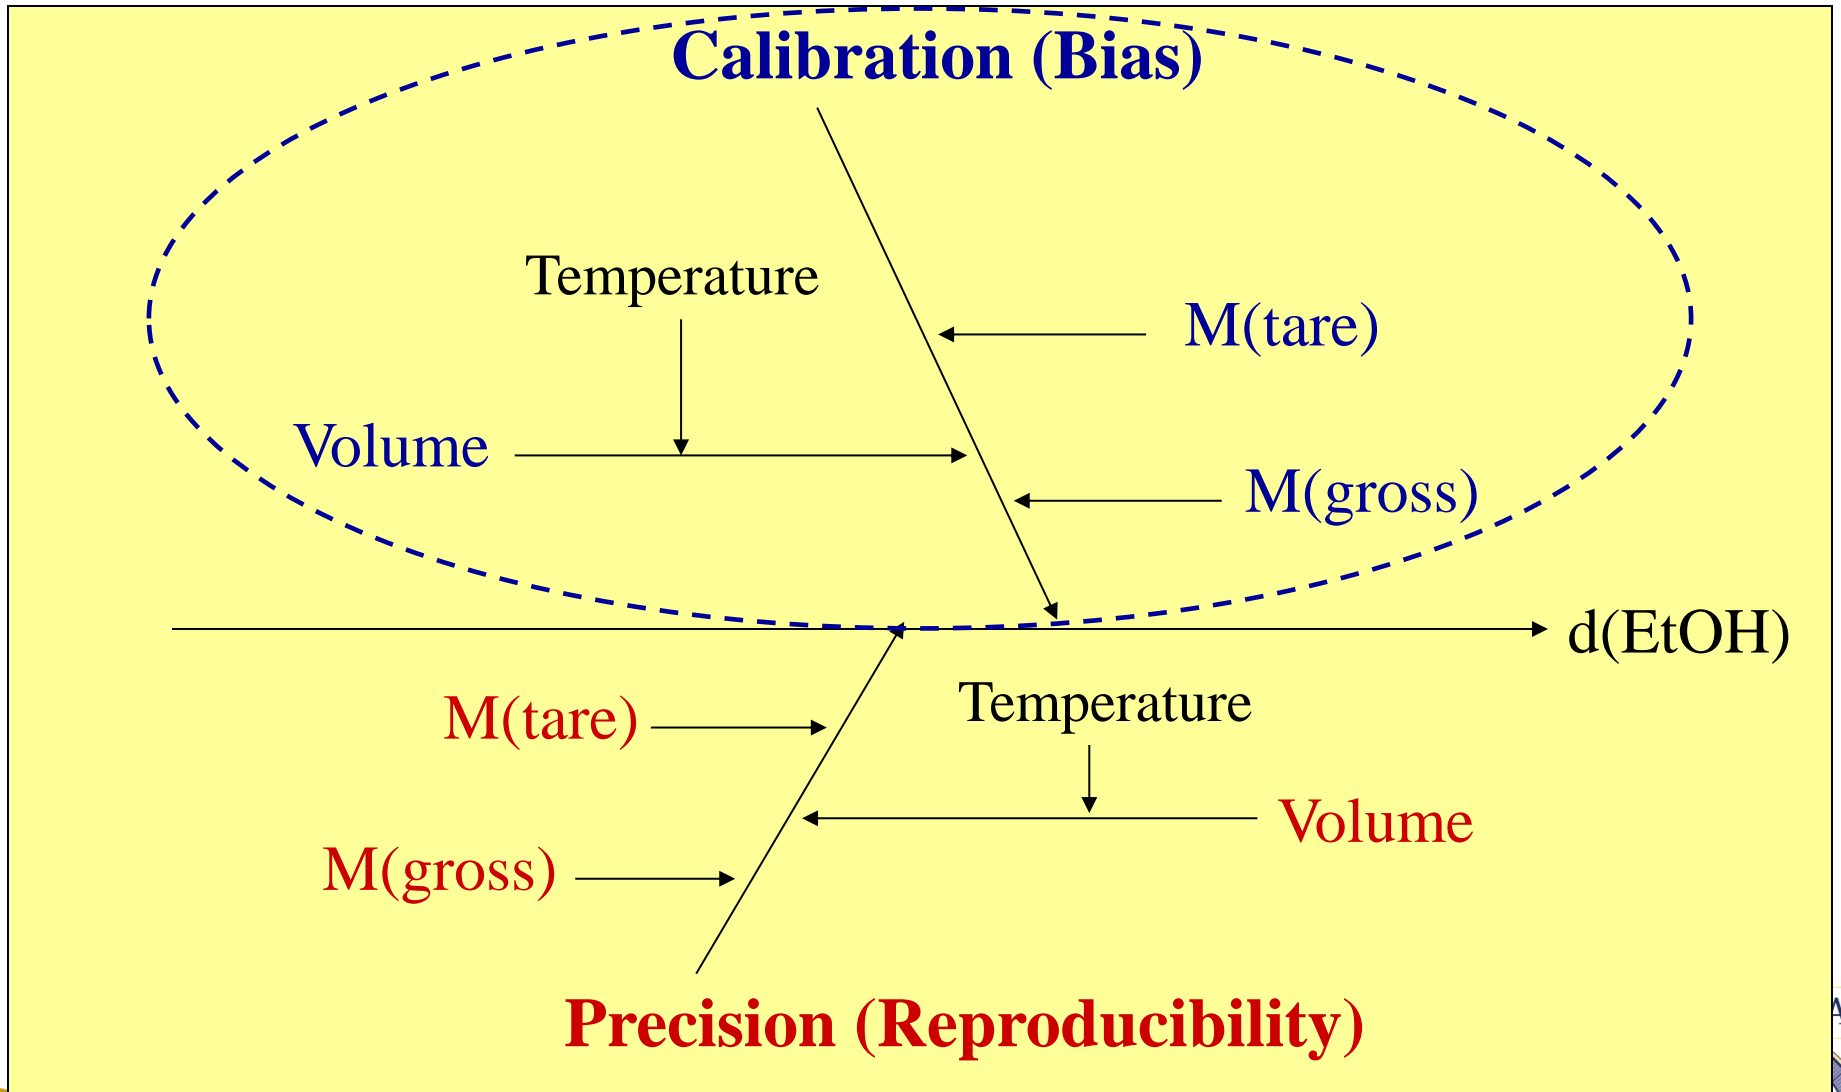 Calibration (Bias)
Temperature
M(tare)
Volume
M(gross)
d(EtOH)
Temperature
M(tare)
Volume
M(gross)
Precision (Reproducibility)